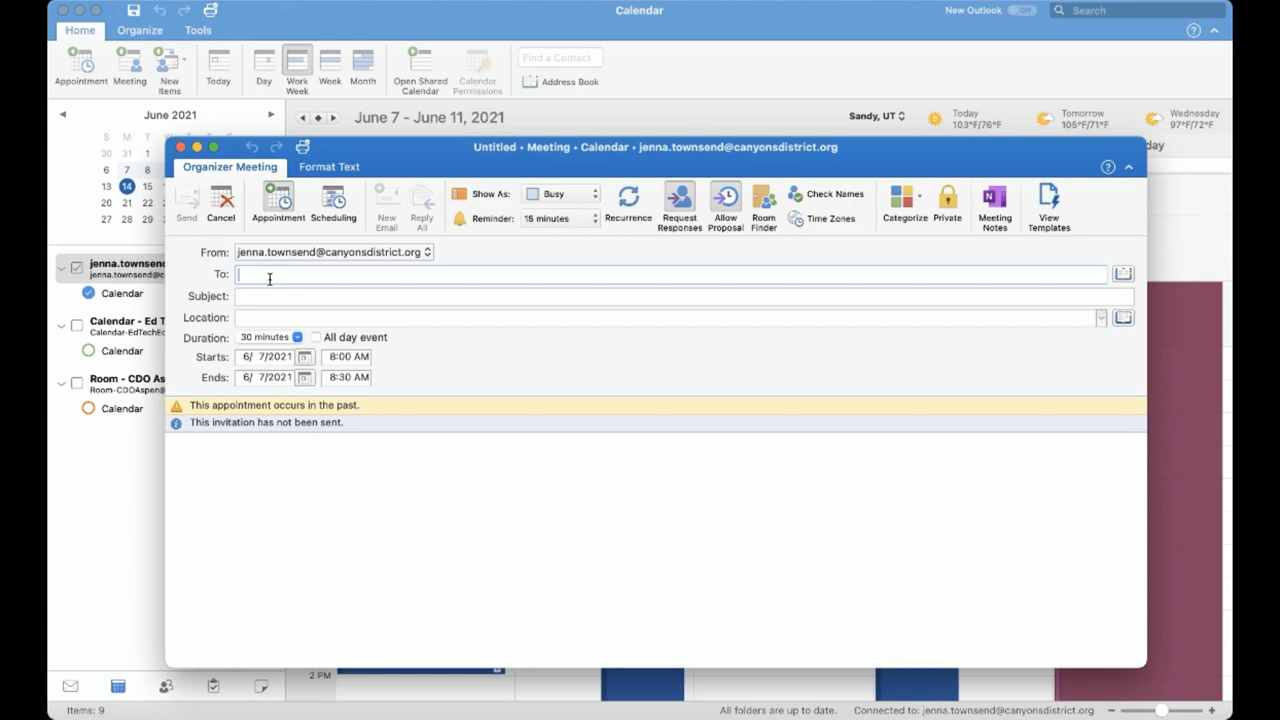 Calendar
New Outlook
Off
Search
Home
Organize
Tools
Appointment
Meeting
New Items
Today
Day
Work Week
Week
Month
Open Shared Calendar
Calendar Permissions
Find a Contact
Address Book
June 2021
June 7 - June 11, 2021
Sandy, UT
Today
103°F/76°F
Tomorrow
105°F/71°F
Wednesday
97°F/72°F
S M T
30 31 1
6 7 8
13 14 15
20 21 22
27 28 29
day
Untitled • Meeting • Calendar • jenna.townsend@canyonsdistrict.org
Organizer Meeting
Format Text
Send
Cancel
Appointment
Scheduling
New Email
Reply All
Show As:
Busy
Reminder:
15 minutes
Recurrence
Request Responses
Allow Proposal
Room Finder
Check Names
Time Zones
Categorize
Private
Meeting Notes
View Templates
From: jenna.townsend@canyonsdistrict.org
To:
Subject:
Location:
Duration: 30 minutes All day event
Starts: 6/ 7/2021 8:00 AM
Ends: 6/ 7/2021 8:30 AM
This appointment occurs in the past.
This invitation has not been sent.
jenna.townsend
jenna.townsend@c
Calendar
Calendar - Ed T
Calendar-EdTechEd
Calendar
Room - CDO As
Room-CDOAspen@
Calendar
2 PM
Items: 9
All folders are up to date.
Connected to: jenna.townsend@canyonsdistrict.org